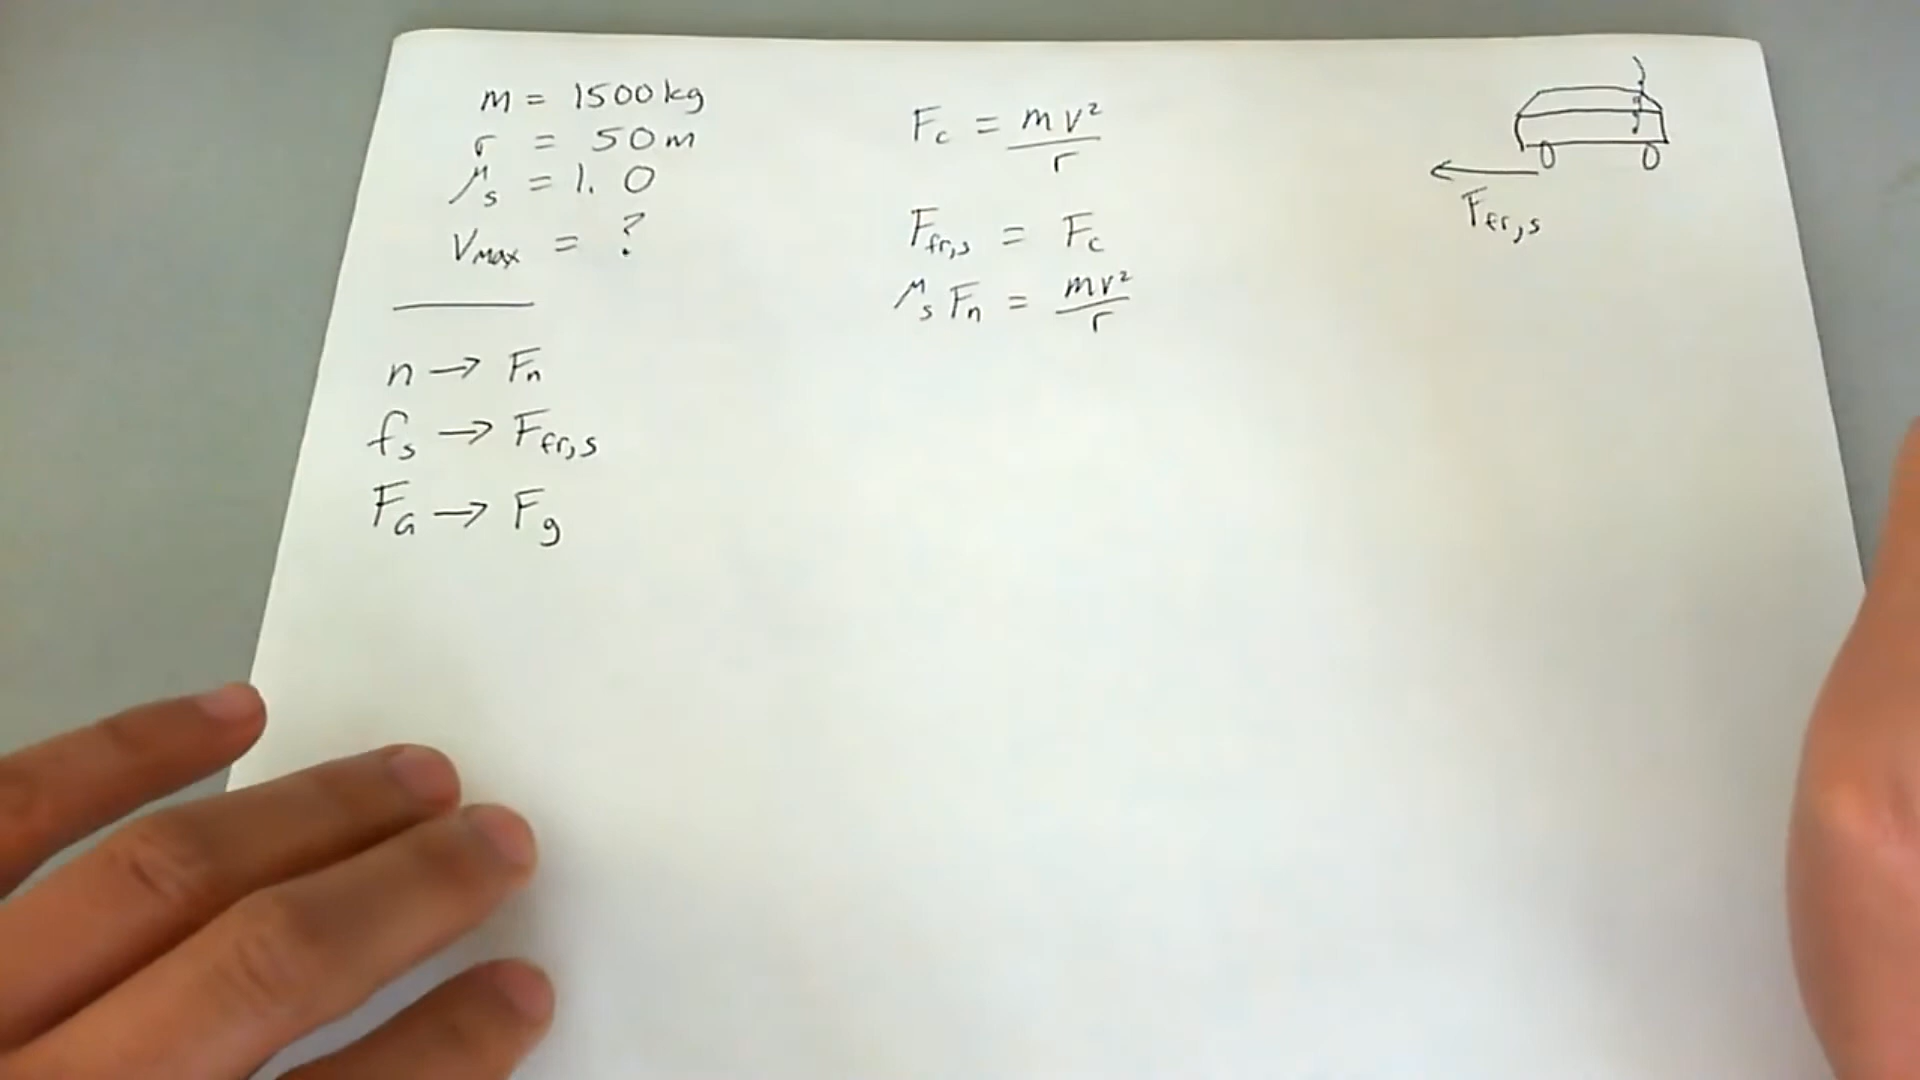 m = 1500 kg
r = 50 m
μs = 1.0
vmax = ?
n → Fn
fs → Ffr,s
FG → Fg
Fc = mv²/r
Ffr,s = Fc
μs Fn = mv²/r
Ffr,s